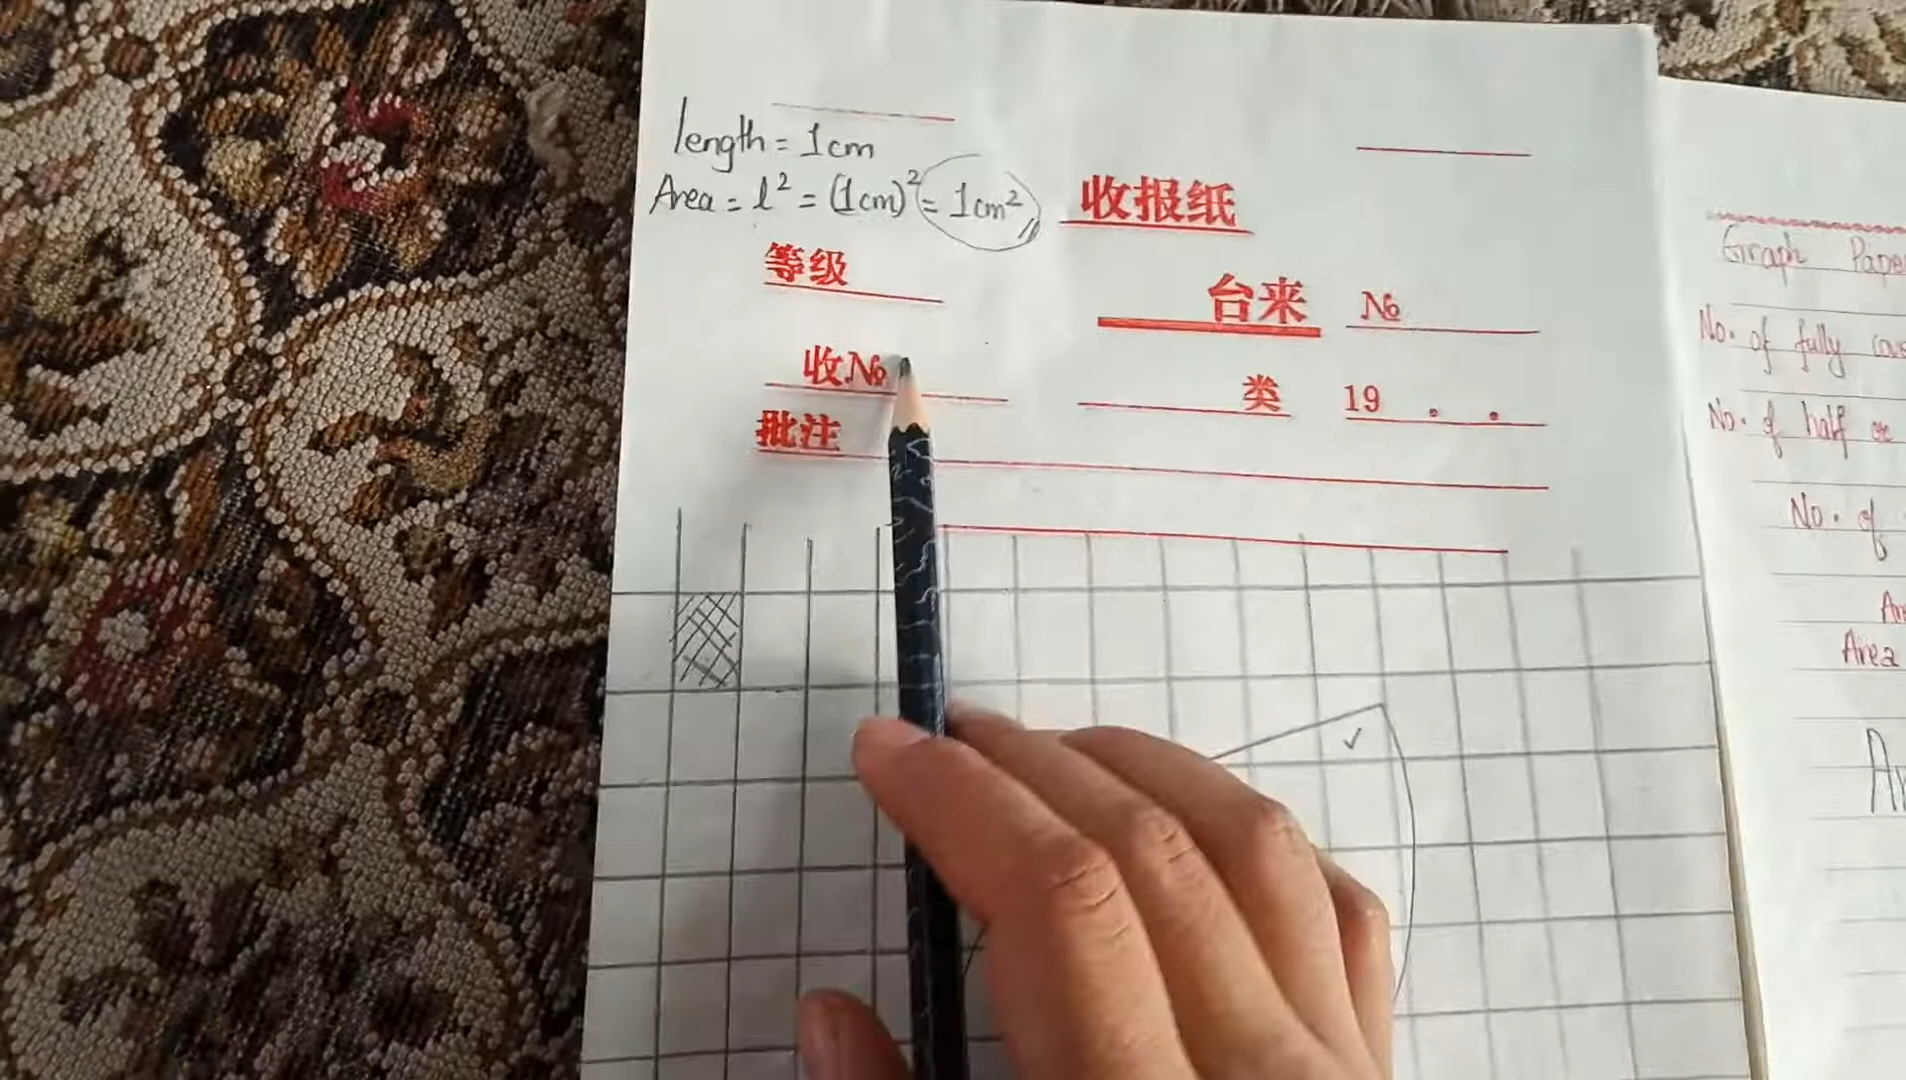 length = 1cm
Area = l² = (1cm)² = 1cm²
收报纸
等级
台来 №
收№
类 19 . .
批注
Graph Pape
No. of fully
No. of half or
No. of
Area